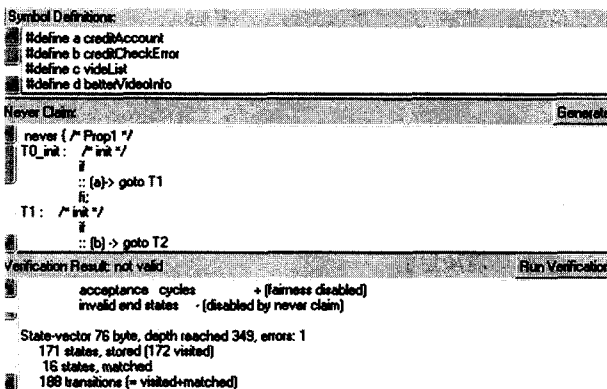 Symbol Definitions:
#define a creditAccount
#define b creditCheckError
#define c videList
#define d betterVideoInfo
Never Claim: Generate
never { /* Prop1 */
T0_init : /* init */
if
:: (a)-> goto T1
fi;
T1 : /* init */
if
:: (b) -> goto T2
Verification Result: not valid Run Verification
acceptance cycles + (fairness disabled)
invalid end states - (disabled by never claim)
State-vector 76 byte, depth reached 349, errors: 1
171 states, stored (172 visited)
16 states, matched
188 transitions (= visited+matched)